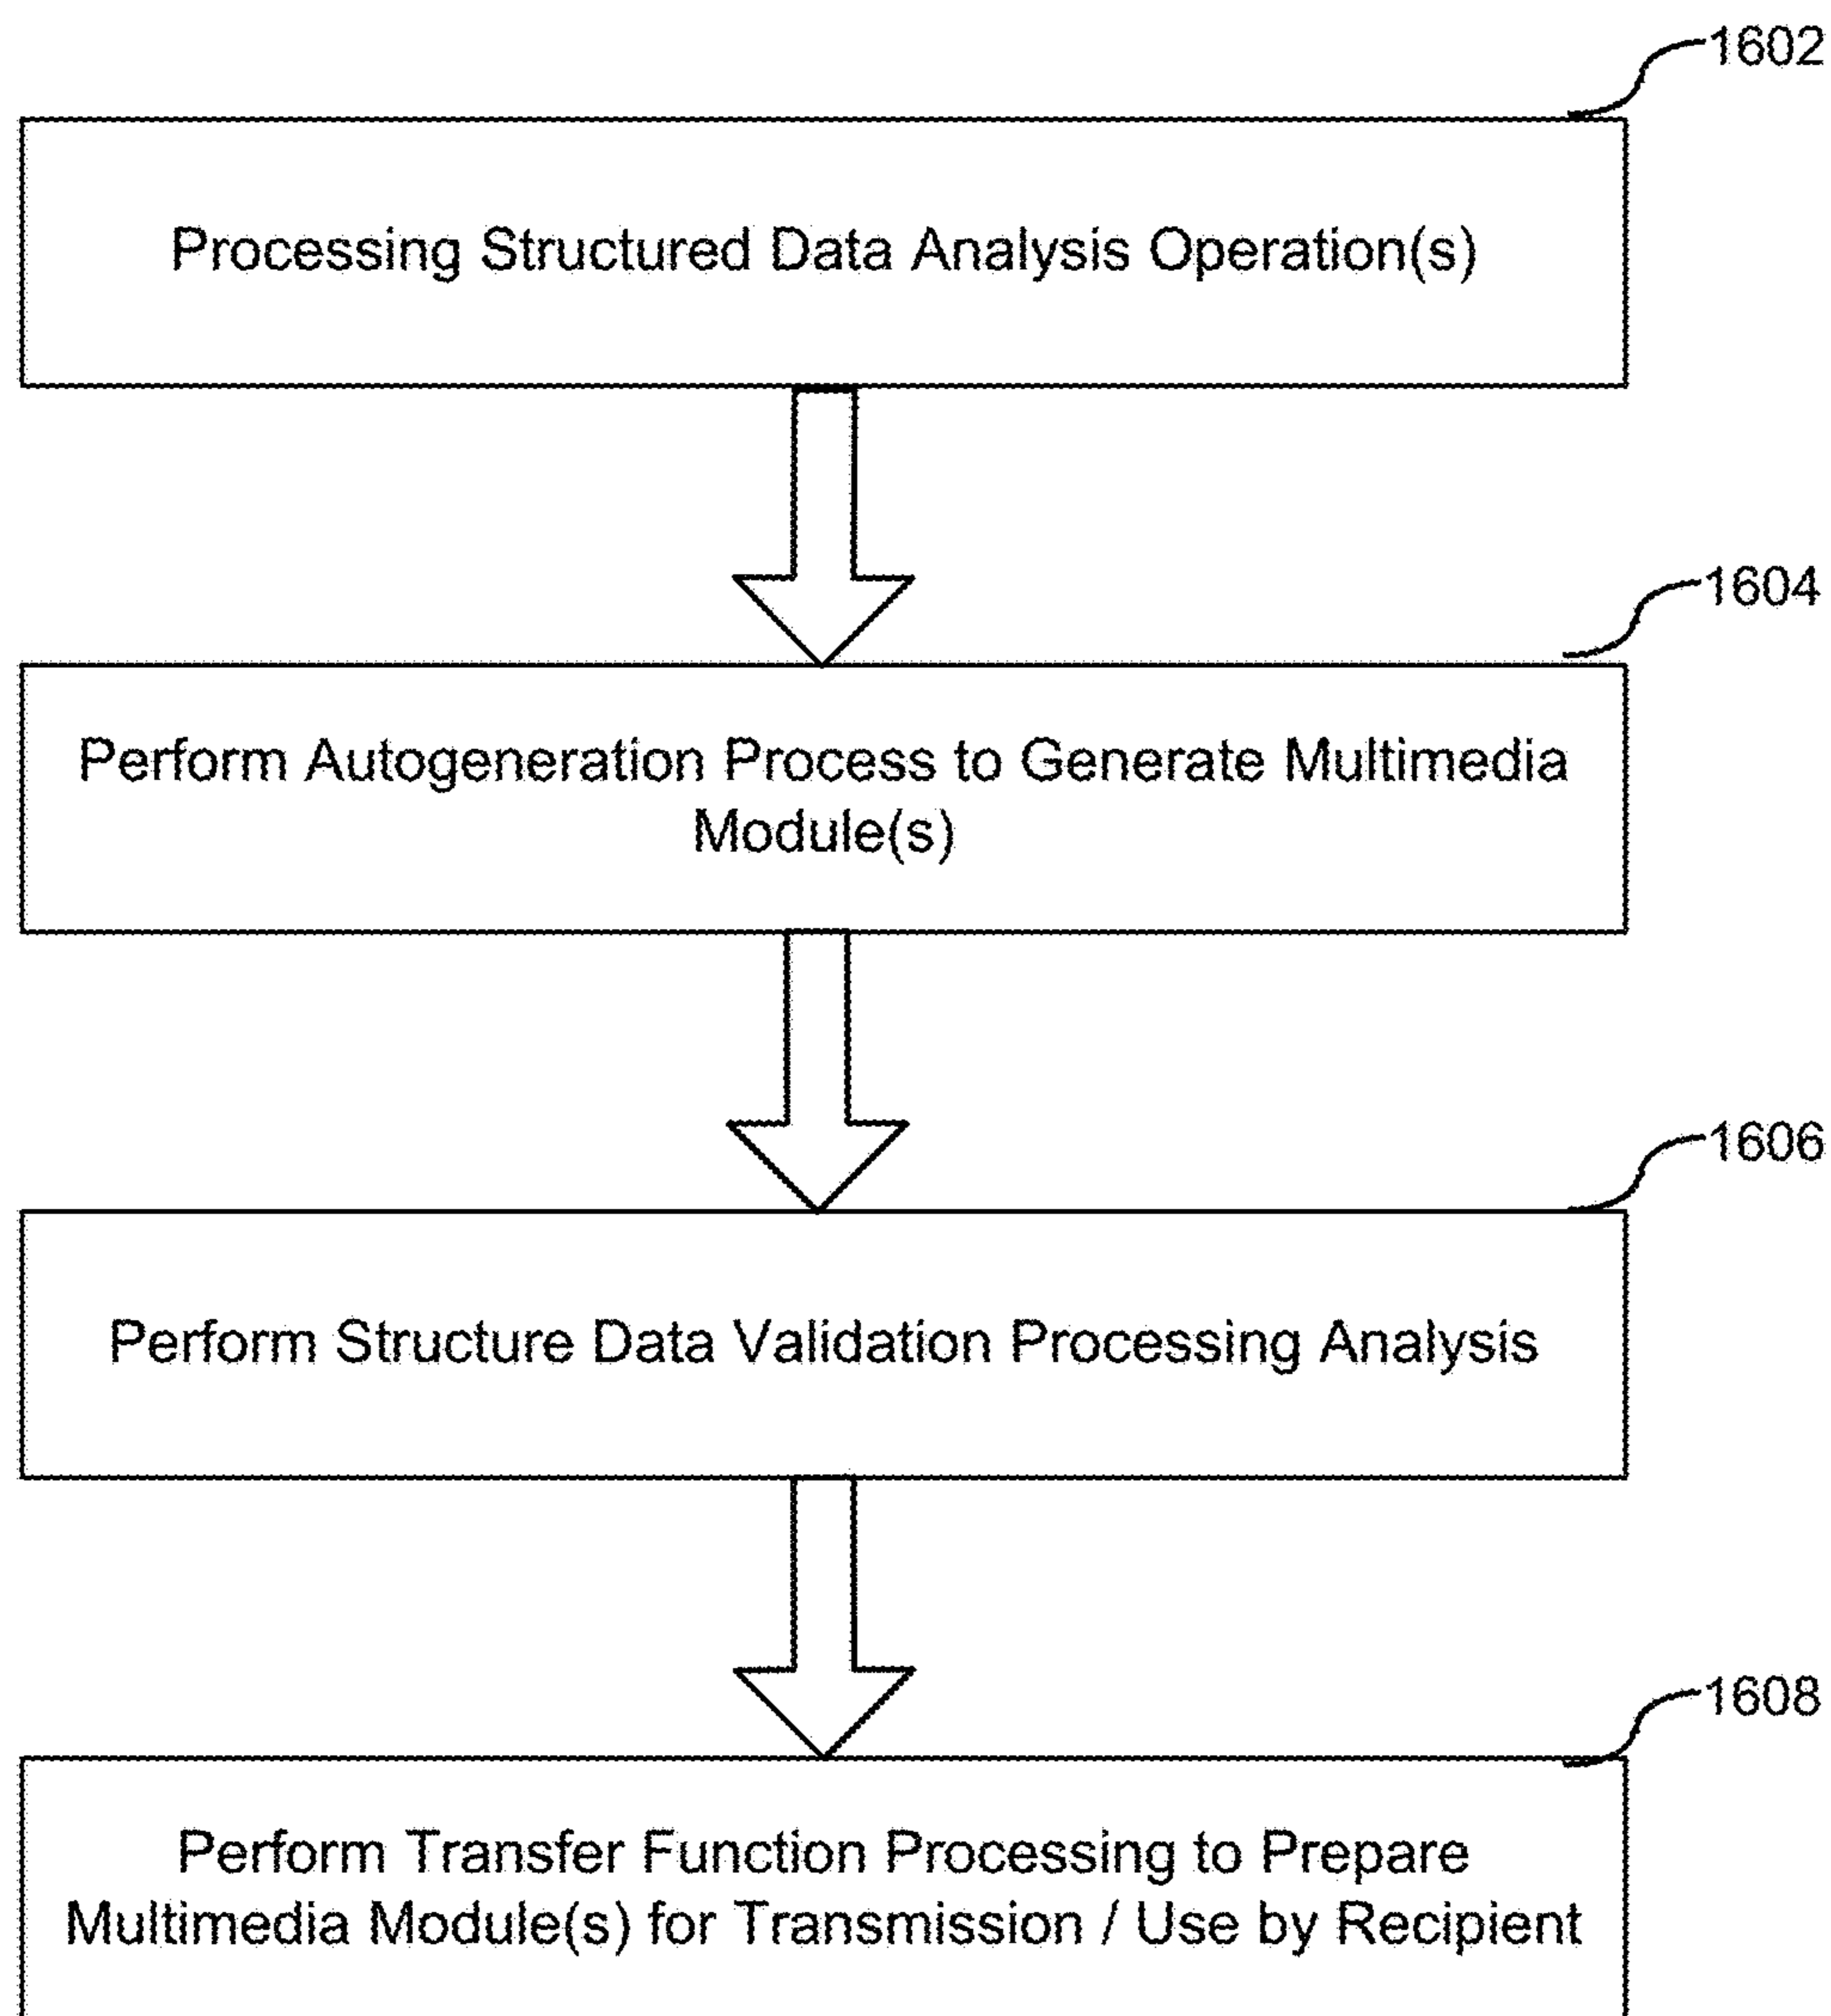 1602
Processing Structured Data Analysis Operation(s)
1604
Perform Autogeneration Process to Generate Multimedia
Module(s)
1606
Perform Structure Data Validation Processing Analysis
1608
Perform Transfer Function Processing to Prepare
Multimedia Module(s) for Transmission / Use by Recipient